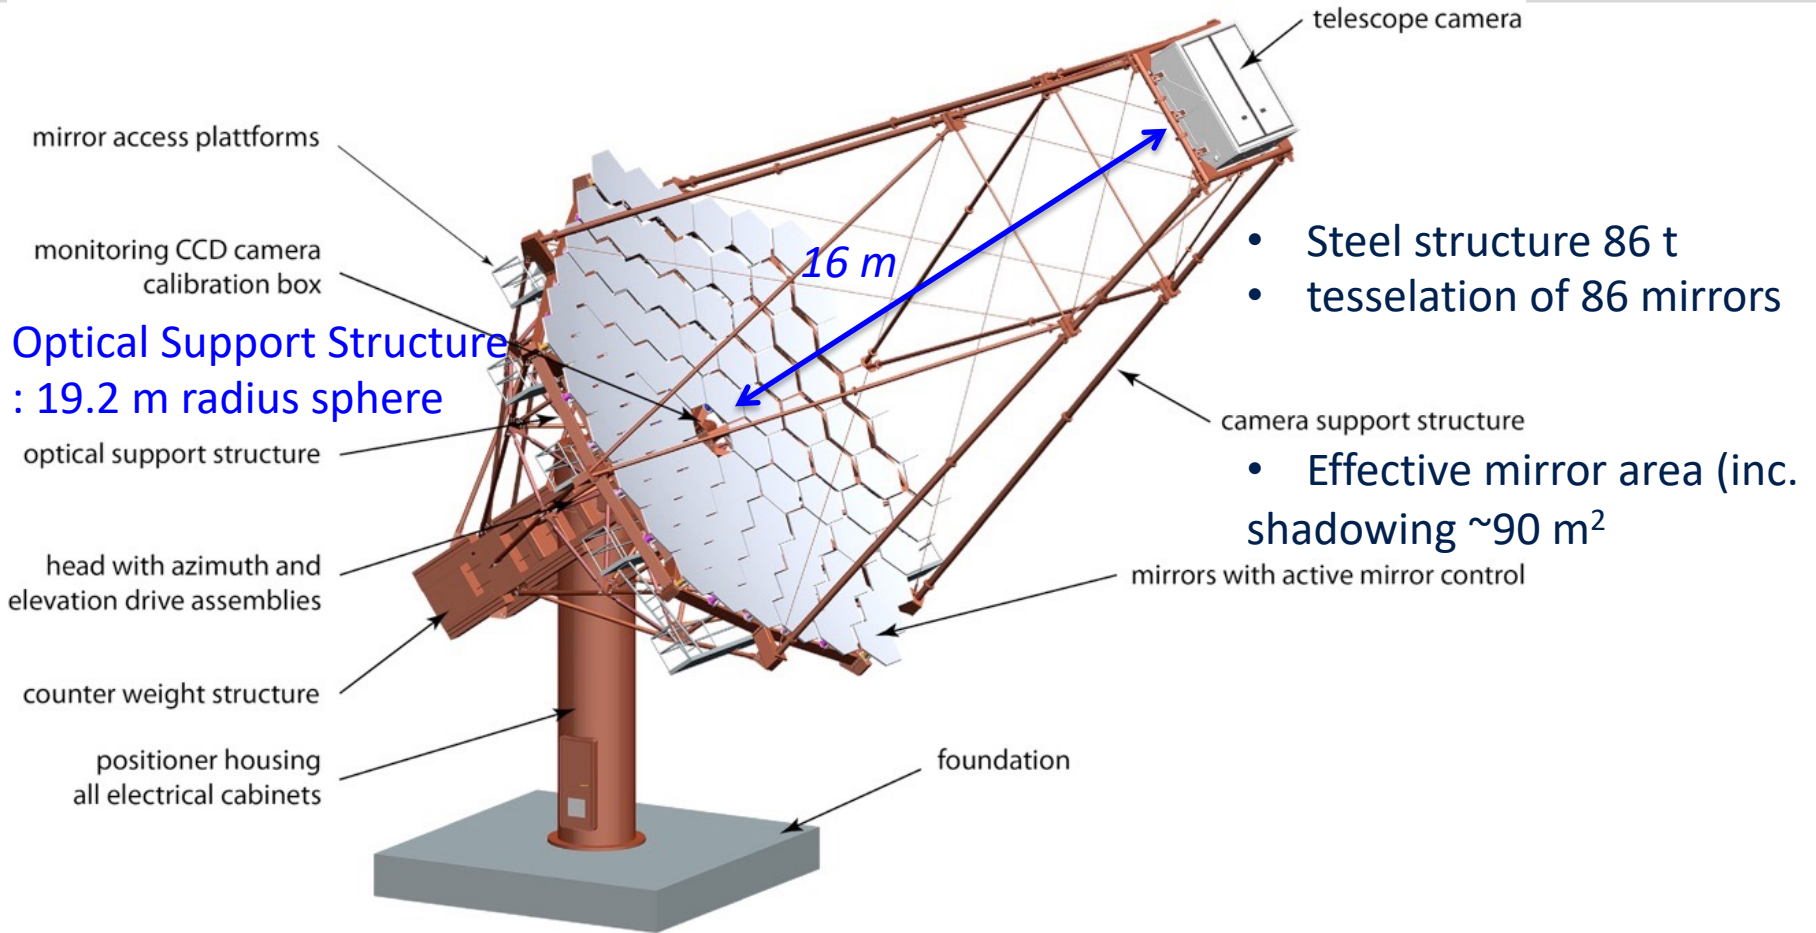 telescope camera
mirror access plattforms
monitoring CCD camera
calibration box
16 m
• Steel structure 86 t
• tesselation of 86 mirrors
Optical Support Structure
: 19.2 m radius sphere
optical support structure
camera support structure
• Effective mirror area (inc.
shadowing ~90 m²
head with azimuth and
elevation drive assemblies
mirrors with active mirror control
counter weight structure
positioner housing
all electrical cabinets
foundation